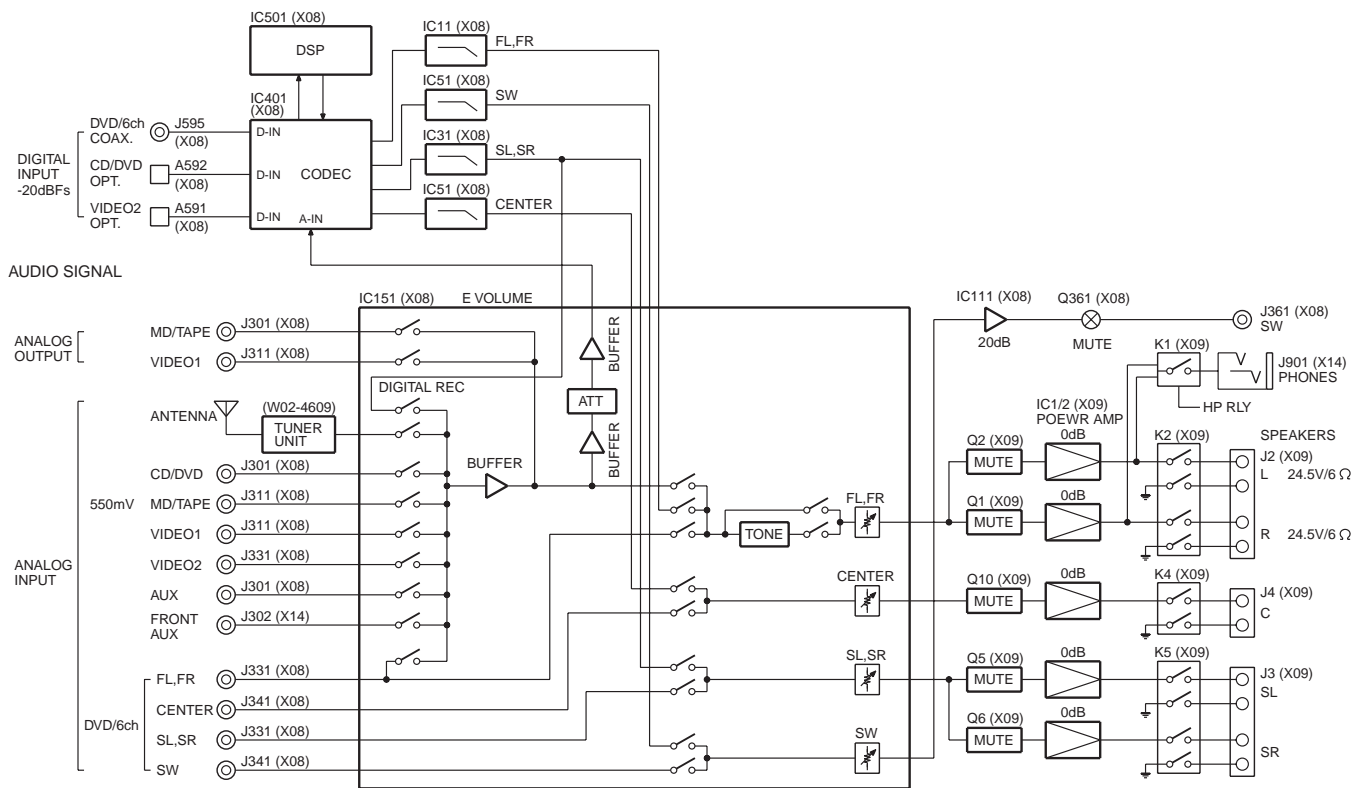 IC501 (X08)
DSP
IC11 (X08)
FL,FR
IC51 (X08)
SW
IC401
(X08)
IC31 (X08)
SL,SR
IC51 (X08)
CENTER
DIGITAL
INPUT
-20dBFs
DVD/6ch
COAX.
J595
(X08)
D-IN
CD/DVD
OPT.
A592
(X08)
D-IN
CODEC
VIDEO2
OPT.
A591
(X08)
D-IN
A-IN
AUDIO SIGNAL
IC151 (X08) E VOLUME
ANALOG
OUTPUT
MD/TAPE
J301 (X08)
VIDEO1
J311 (X08)
DIGITAL REC
BUFFER
ATT
BUFFER
ANTENNA
(W02-4609)
TUNER
UNIT
BUFFER
ANALOG
INPUT
550mV
CD/DVD
J301 (X08)
MD/TAPE
J311 (X08)
VIDEO1
J311 (X08)
VIDEO2
J331 (X08)
AUX
J301 (X08)
FRONT
AUX
J302 (X14)
DVD/6ch
FL,FR
J331 (X08)
CENTER
J341 (X08)
SL,SR
J331 (X08)
SW
J341 (X08)
TONE
FL,FR
CENTER
SL,SR
SW
IC111 (X08)
20dB
Q361 (X08)
MUTE
J361 (X08)
SW
K1 (X09)
J901 (X14)
PHONES
HP RLY
IC1/2 (X09)
POEWR AMP
Q2 (X09)
MUTE
0dB
K2 (X09)
SPEAKERS
J2 (X09)
L 24.5V/6 Ω
Q1 (X09)
MUTE
0dB
R 24.5V/6 Ω
Q10 (X09)
MUTE
0dB
K4 (X09)
J4 (X09)
C
Q5 (X09)
MUTE
0dB
K5 (X09)
J3 (X09)
SL
Q6 (X09)
MUTE
0dB
SR